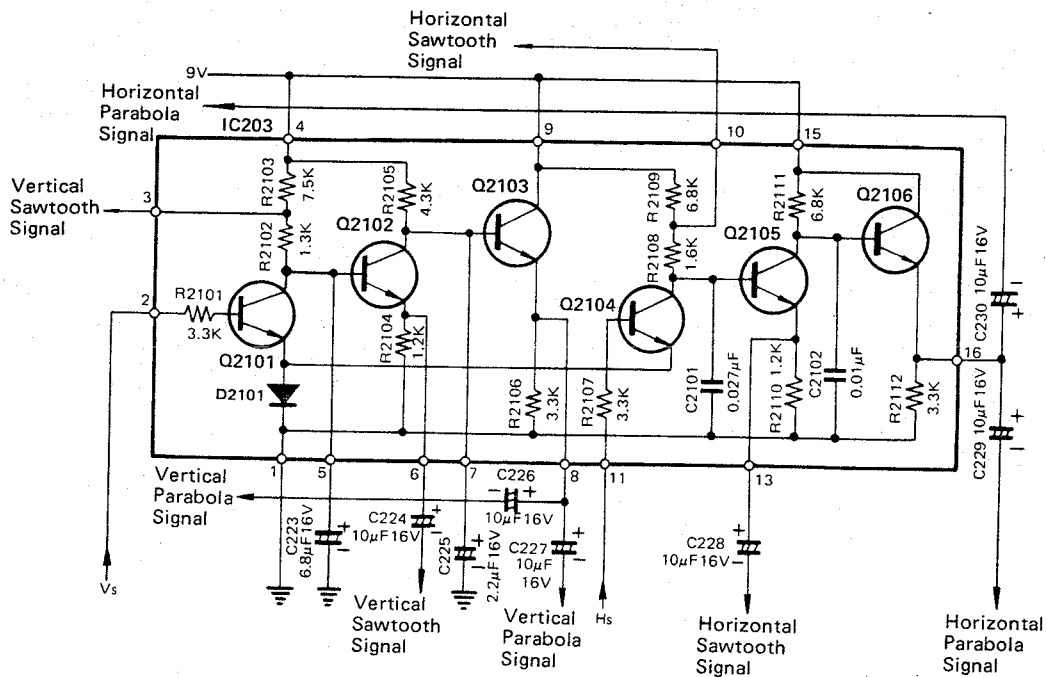 Horizontal
Sawtooth
Signal
9V
Horizontal
Parabola
Signal
IC203
4
9
10
15
Vertical
Sawtooth
Signal
3
R2103
7.5K
R2105
4.3K
Q2103
R2109
6.8K
R2111
6.8K
Q2106
R2102
1.3K
Q2102
R2108
1.6K
Q2105
2
R2101
3.3K
Q2101
R2104
1.2K
Q2104
C230 10μF16V
-
+
16
D2101
R2106
3.3K
R2107
3.3K
C2101
0.027μF
R2110 1.2K
C2102
0.01μF
R2112
3.3K
C229 10μF16V
+
-
1
5
6
7
8
11
13
Vertical
Parabola
Signal
C226
- +
10μF16V
C223
6.8μF16V
+
-
C224
10μF16V
+
-
C225
2.2μF16V
+
-
C227
10μF
16V
+
-
C228
10μF16V
+
-
Vs
Hs
Vertical
Sawtooth
Signal
Vertical
Parabola
Signal
Horizontal
Sawtooth
Signal
Horizontal
Parabola
Signal